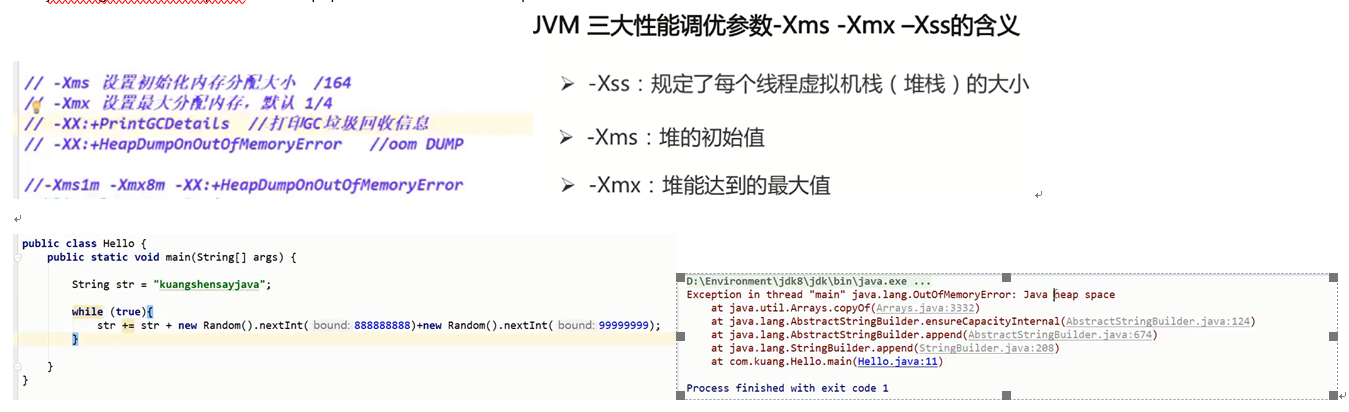 JVM 三大性能调优参数-Xms -Xmx –Xss的含义
// -Xms 设置初始化内存分配大小 /164
// -Xmx 设置最大分配内存，默认 1/4
// -XX:+PrintGCDetails //打印GC垃圾回收信息
// -XX:+HeapDumpOnOutOfMemoryError //oom DUMP
//-Xms1m -Xmx8m -XX:+HeapDumpOnOutOfMemoryError
➢ -Xss：规定了每个线程虚拟机栈（堆栈）的大小
➢ -Xms：堆的初始值
➢ -Xmx：堆能达到的最大值
public class Hello {
public static void main(String[] args) {
String str = "kuangshensayjava";
while (true){
str += str + new Random().nextInt( bound: 888888888)+new Random().nextInt( bound: 99999999);
}
}
}
D:\Environment\jdk8\jdk\bin\java.exe ...
Exception in thread "main" java.lang.OutOfMemoryError: Java heap space
at java.util.Arrays.copyOf(Arrays.java:3332)
at java.lang.AbstractStringBuilder.ensureCapacityInternal(AbstractStringBuilder.java:124)
at java.lang.AbstractStringBuilder.append(AbstractStringBuilder.java:674)
at java.lang.StringBuilder.append(StringBuilder.java:208)
at com.kuang.Hello.main(Hello.java:11)
Process finished with exit code 1